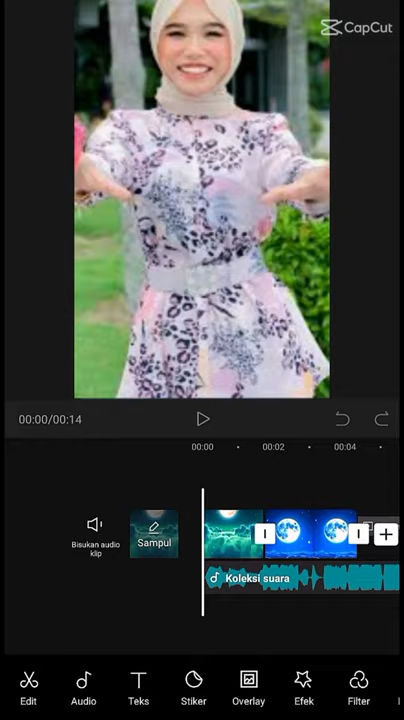 CapCut
00:00/00:14
00:00
00:02
00:04
Bisukan audio
klip
Sampul
Koleksi suara
Edit
Audio
Teks
Stiker
Overlay
Efek
Filter